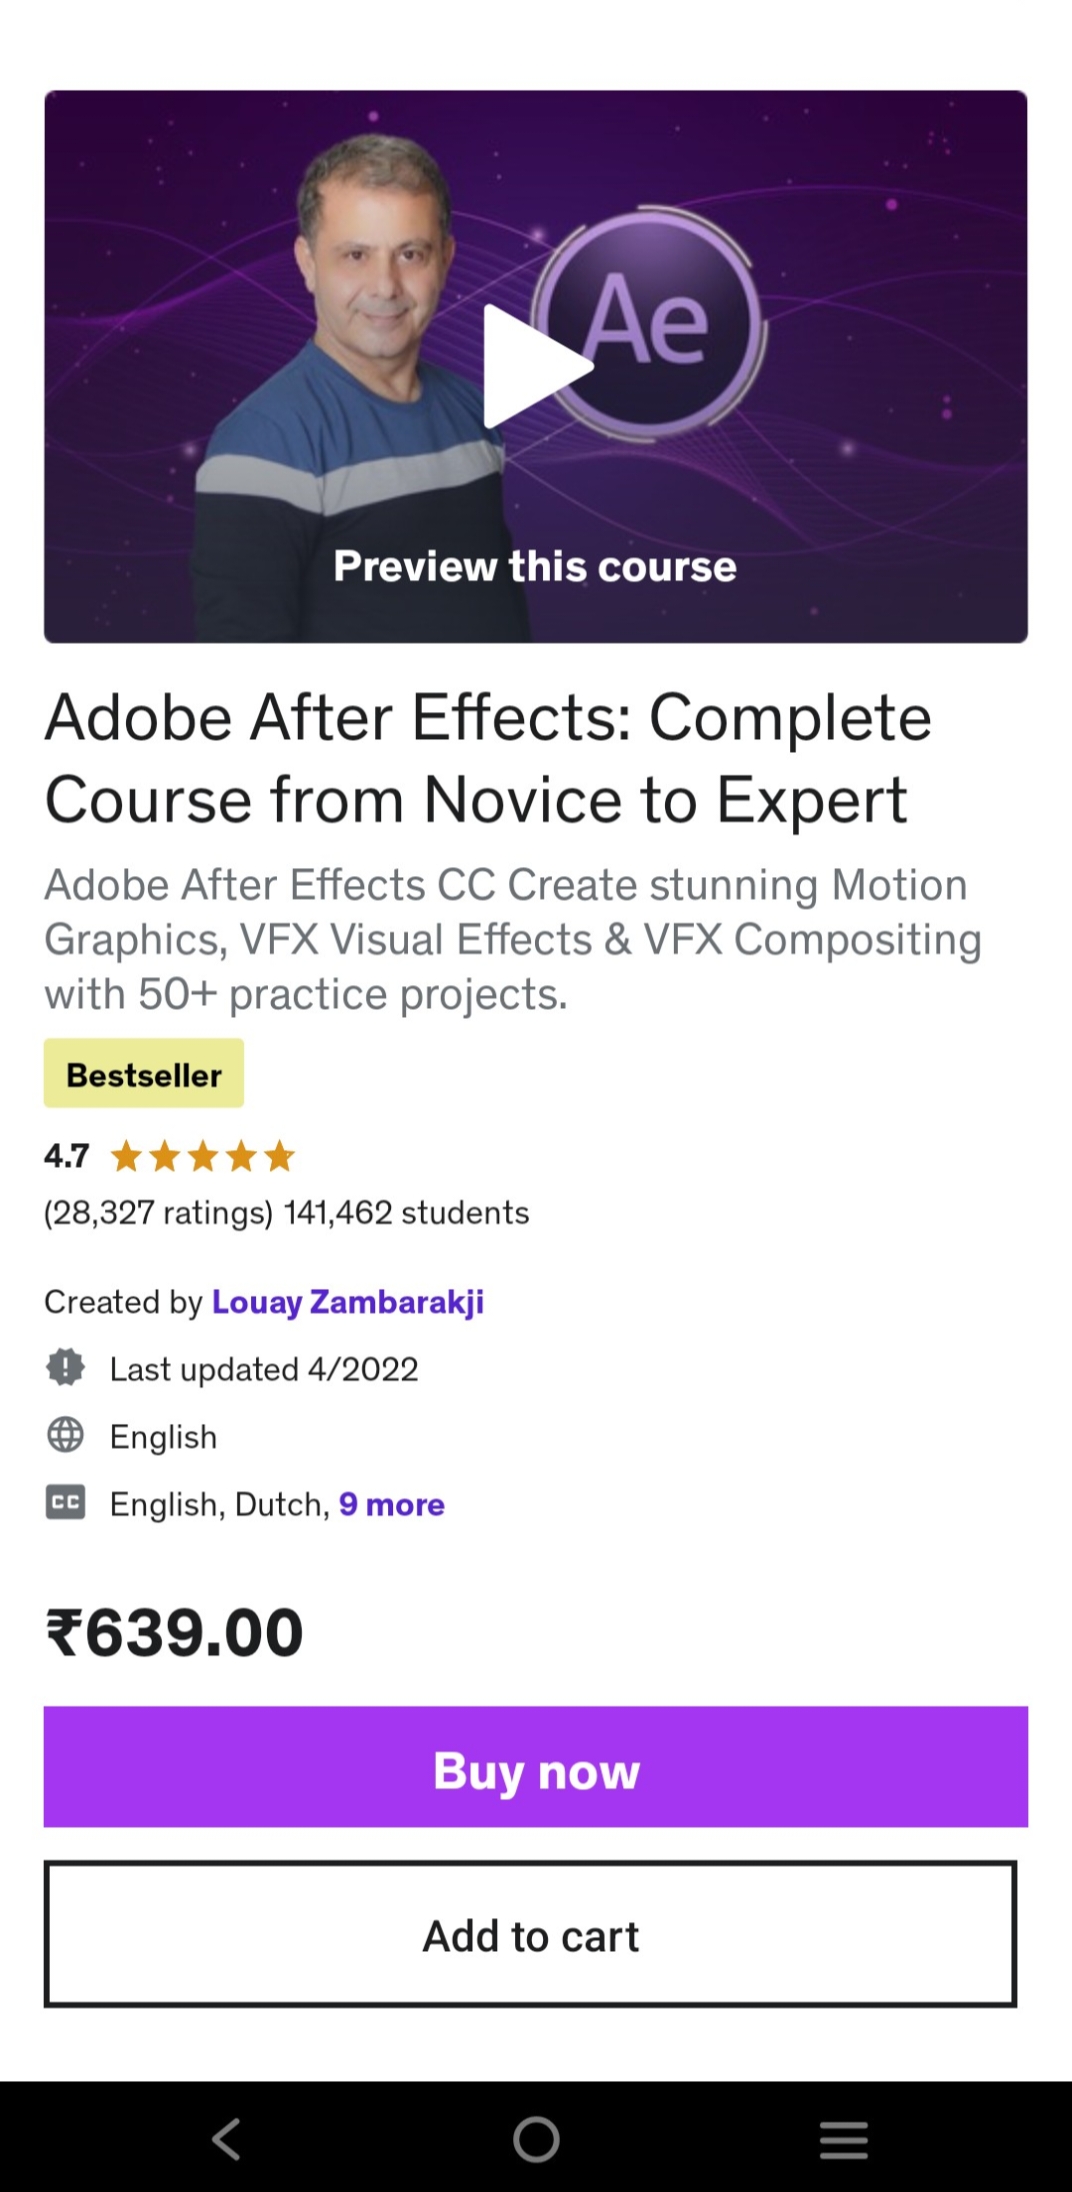 Ae
Preview this course
Adobe After Effects: Complete
Course from Novice to Expert
Adobe After Effects CC Create stunning Motion
Graphics, VFX Visual Effects & VFX Compositing
with 50+ practice projects.
Bestseller
4.7
(28,327 ratings) 141,462 students
Created by Louay Zambarakji
Last updated 4/2022
English
CC English, Dutch, 9 more
₹639.00
Buy now
Add to cart